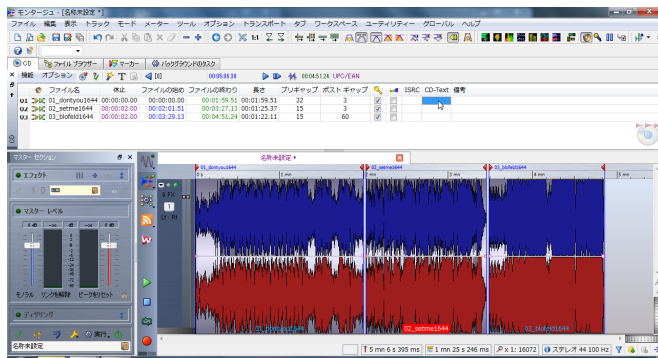 モンタージュ - [名称未設定 *]
ファイル 編集 表示 トラック モード メーター ツール オプション トランスポート タブ ワークスペース ユーティリティー グローバル ヘルプ
CD ファイル ブラウザー マーカー バックグラウンドのタスク
機能 オプション [0] 00:05:08.38 00:04:51.24 UPC/EAN
ファイル名 休止 ファイルの始め ファイルの終わり 長さ プリギャップ ポスト ギャップ ISRC CD-Text 備考
01 01_dontyou1644 00:00:00.00 00:00:00.00 00:01:59.51 00:01:59.51 32 3
02 02_setme1644 00:00:02.00 00:02:01.51 00:03:27.13 00:01:25.37 15 3
03 03_blofeld1644 00:00:02.00 00:03:29.13 00:04:51.24 00:01:22.11 15 60
マスター セクション 名称未設定 *
01_dontyou1644 02_setme1644 03_blofeld1644
0 s 1 mn 2 mn 3 mn 4 mn 5 mn
エフェクト
FX
1
マスター レベル
モノラル リンクを解除 ピークをリセット
ディザリング
実行
名称未設定
01_dontyou1644 02_setme1644 03_blofeld1644
5 mn 6 s 395 ms 1 mn 25 s 246 ms x 1: 16072 ステレオ 44 100 Hz